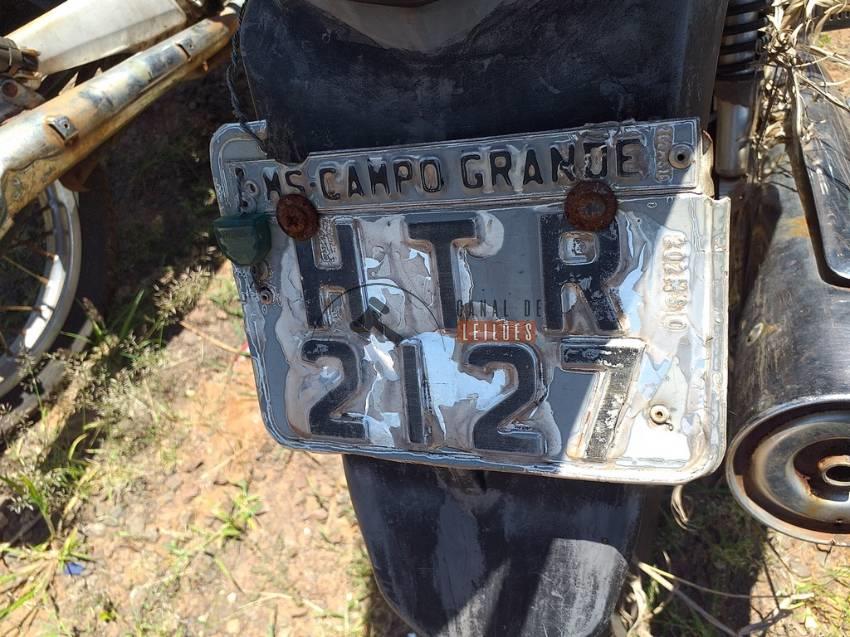 MS-CAMPO GRANDE
HTR
2127
CANAL DE
LEILÕES